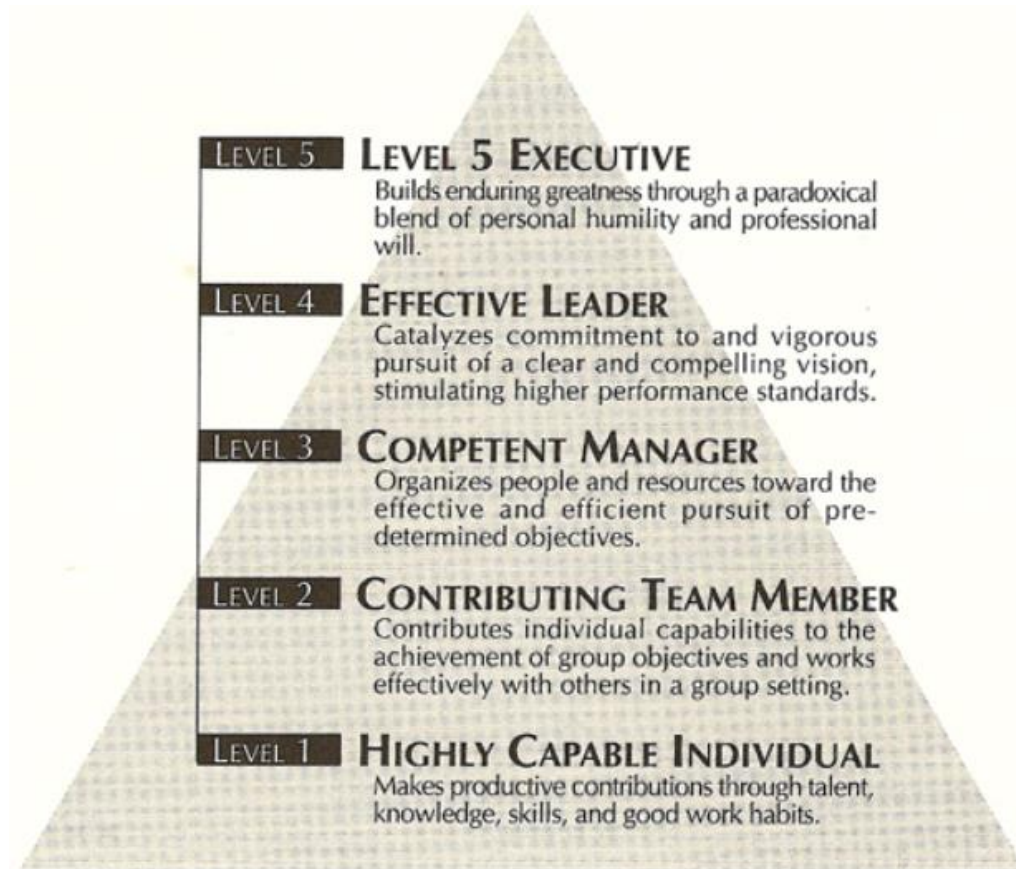 LEVEL 5 LEVEL 5 EXECUTIVE
Builds enduring greatness through a paradoxical
blend of personal humility and professional
will.
LEVEL 4 EFFECTIVE LEADER
Catalyzes commitment to and vigorous
pursuit of a clear and compelling vision,
stimulating higher performance standards.
LEVEL 3 COMPETENT MANAGER
Organizes people and resources toward the
effective and efficient pursuit of pre-
determined objectives.
LEVEL 2 CONTRIBUTING TEAM MEMBER
Contributes individual capabilities to the
achievement of group objectives and works
effectively with others in a group setting.
LEVEL 1 HIGHLY CAPABLE INDIVIDUAL
Makes productive contributions through talent,
knowledge, skills, and good work habits.